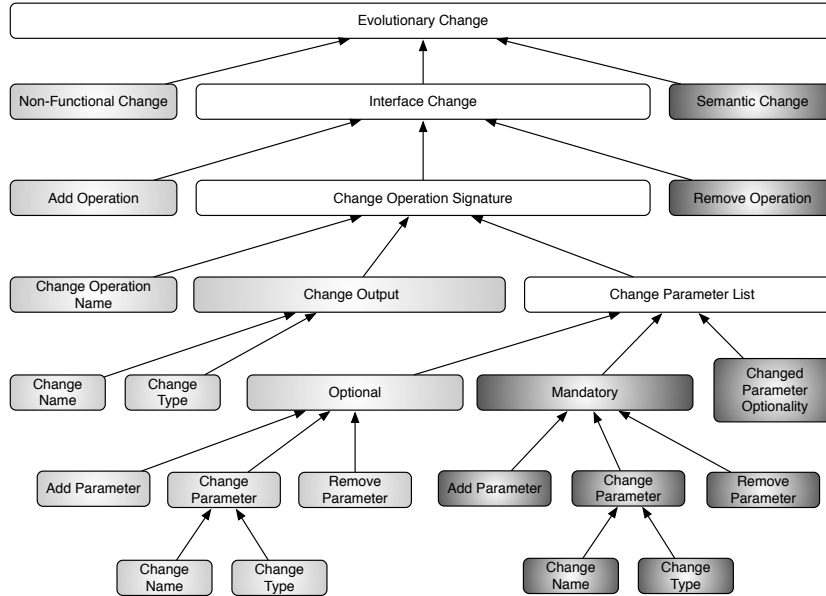 Evolutionary Change
Non-Functional Change
Interface Change
Semantic Change
Add Operation
Change Operation Signature
Remove Operation
Change Operation
Name
Change Output
Change Parameter List
Change
Name
Change
Type
Optional
Mandatory
Changed
Parameter
Optionality
Add Parameter
Change
Parameter
Remove
Parameter
Add Parameter
Change
Parameter
Remove
Parameter
Change
Name
Change
Type
Change
Name
Change
Type